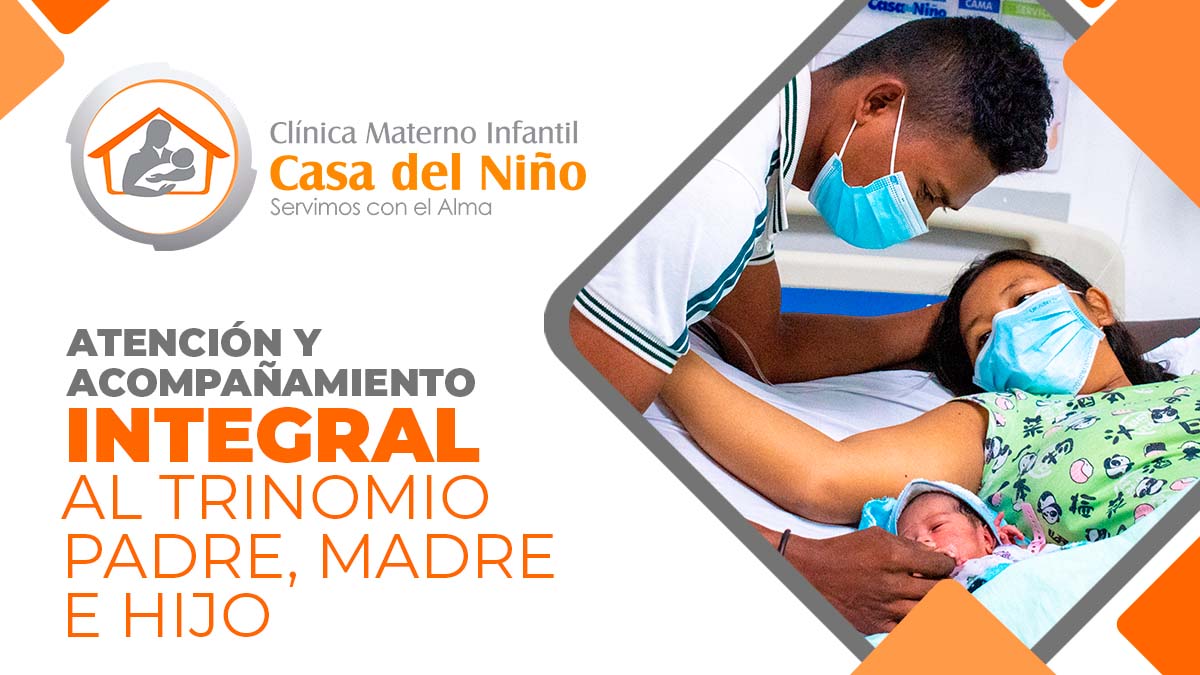 Clínica Materno Infantil
Casa del Niño
Servimos con el Alma
ATENCIÓN Y
ACOMPAÑAMIENTO
INTEGRAL
AL TRINOMIO
PADRE, MADRE
E HIJO
Casa del Niño
CAMA